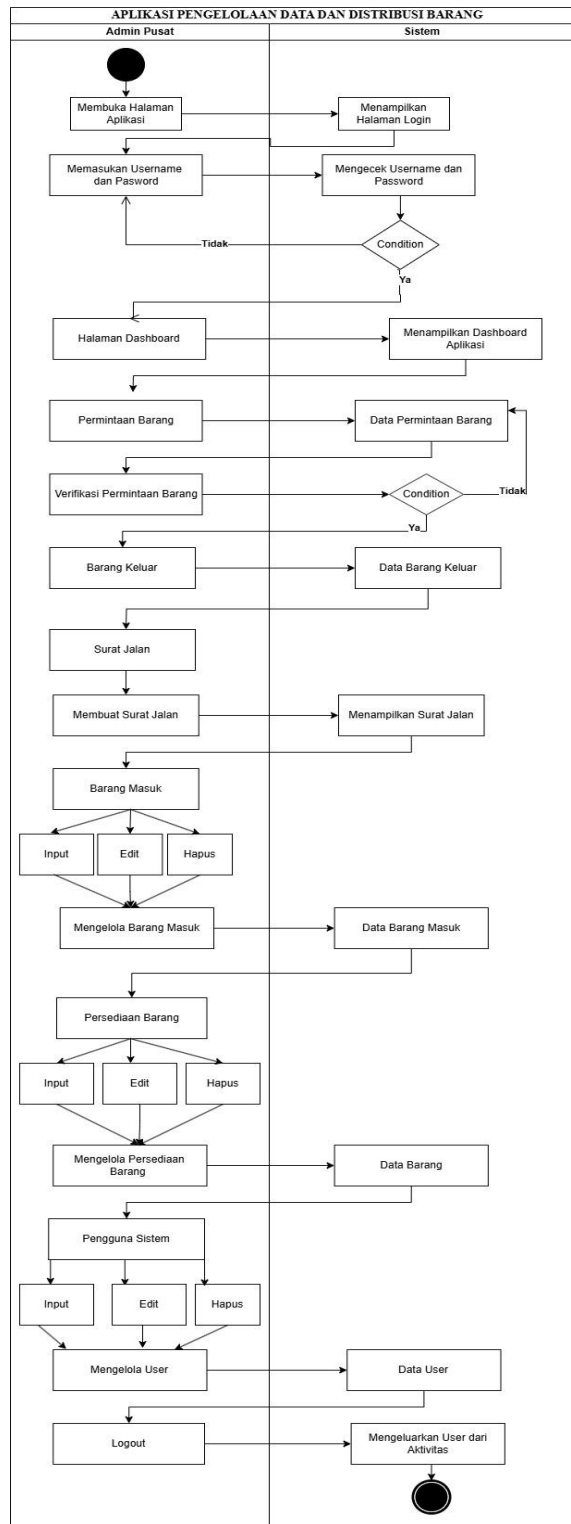 APLIKASI PENGELOLAAN DATA DAN DISTRIBUSI BARANG
Admin Pusat
Sistem
Membuka Halaman
Aplikasi
Menampilkan
Halaman Login
Memasukan Username
dan Pasword
Mengecek Username dan
Password
Tidak
Condition
Ya
Halaman Dashboard
Menampilkan Dashboard
Aplikasi
Permintaan Barang
Data Permintaan Barang
Verifikasi Permintaan Barang
Condition
Tidak
Ya
Barang Keluar
Data Barang Keluar
Surat Jalan
Membuat Surat Jalan
Menampilkan Surat Jalan
Barang Masuk
Input
Edit
Hapus
Mengelola Barang Masuk
Data Barang Masuk
Persediaan Barang
Input
Edit
Hapus
Mengelola Persediaan
Barang
Data Barang
Pengguna Sistem
Input
Edit
Hapus
Mengelola User
Data User
Logout
Mengeluarkan User dari
Aktivitas